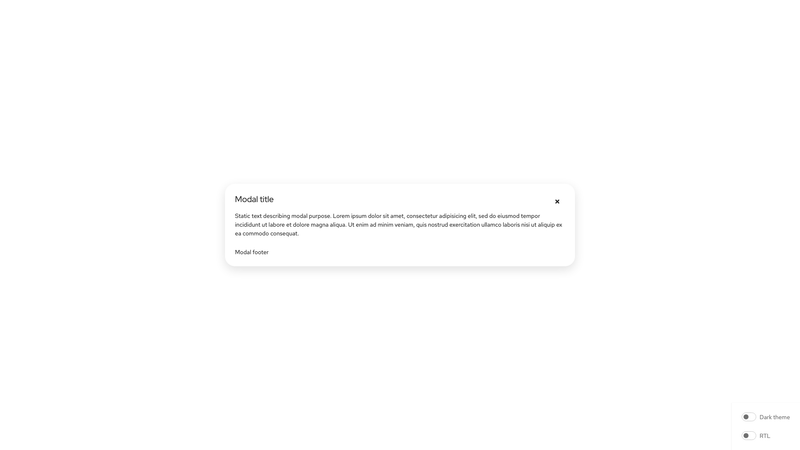 Modal title
Static text describing modal purpose. Lorem ipsum dolor sit amet, consectetur adipisicing elit, sed do eiusmod tempor
incididunt ut labore et dolore magna aliqua. Ut enim ad minim veniam, quis nostrud exercitation ullamco laboris nisi ut aliquip ex
ea commodo consequat.
Modal footer
Dark theme
RTL